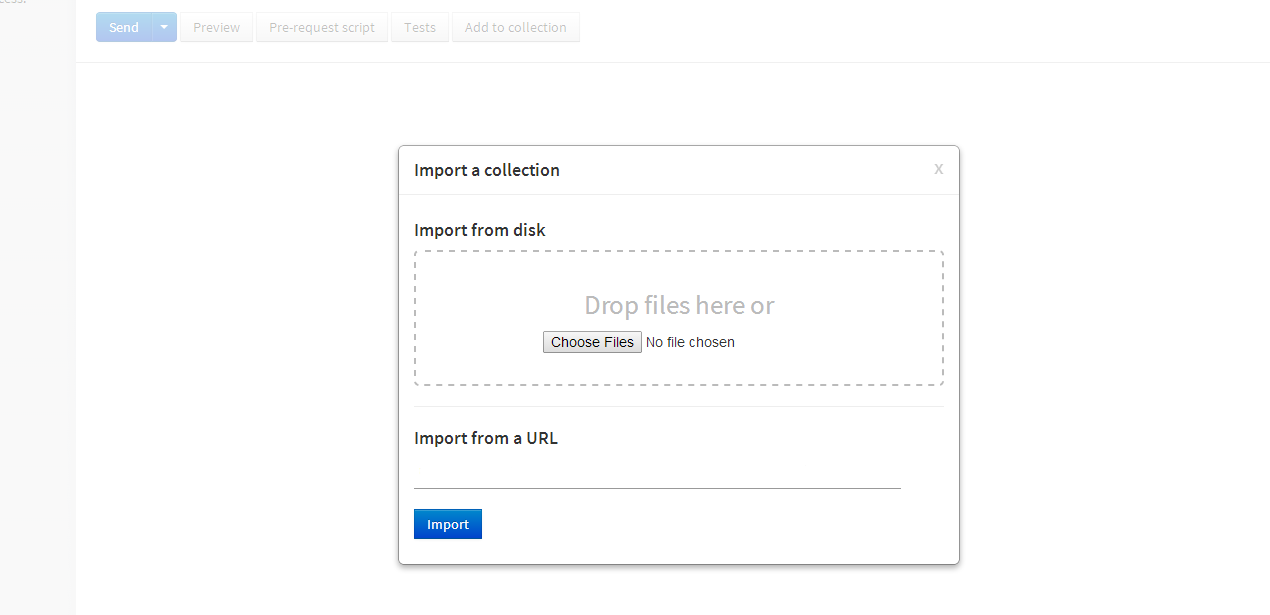 Send Preview Pre-request script Tests Add to collection
Import a collection x
Import from disk
Drop files here or
Choose Files No file chosen
Import from a URL
Import